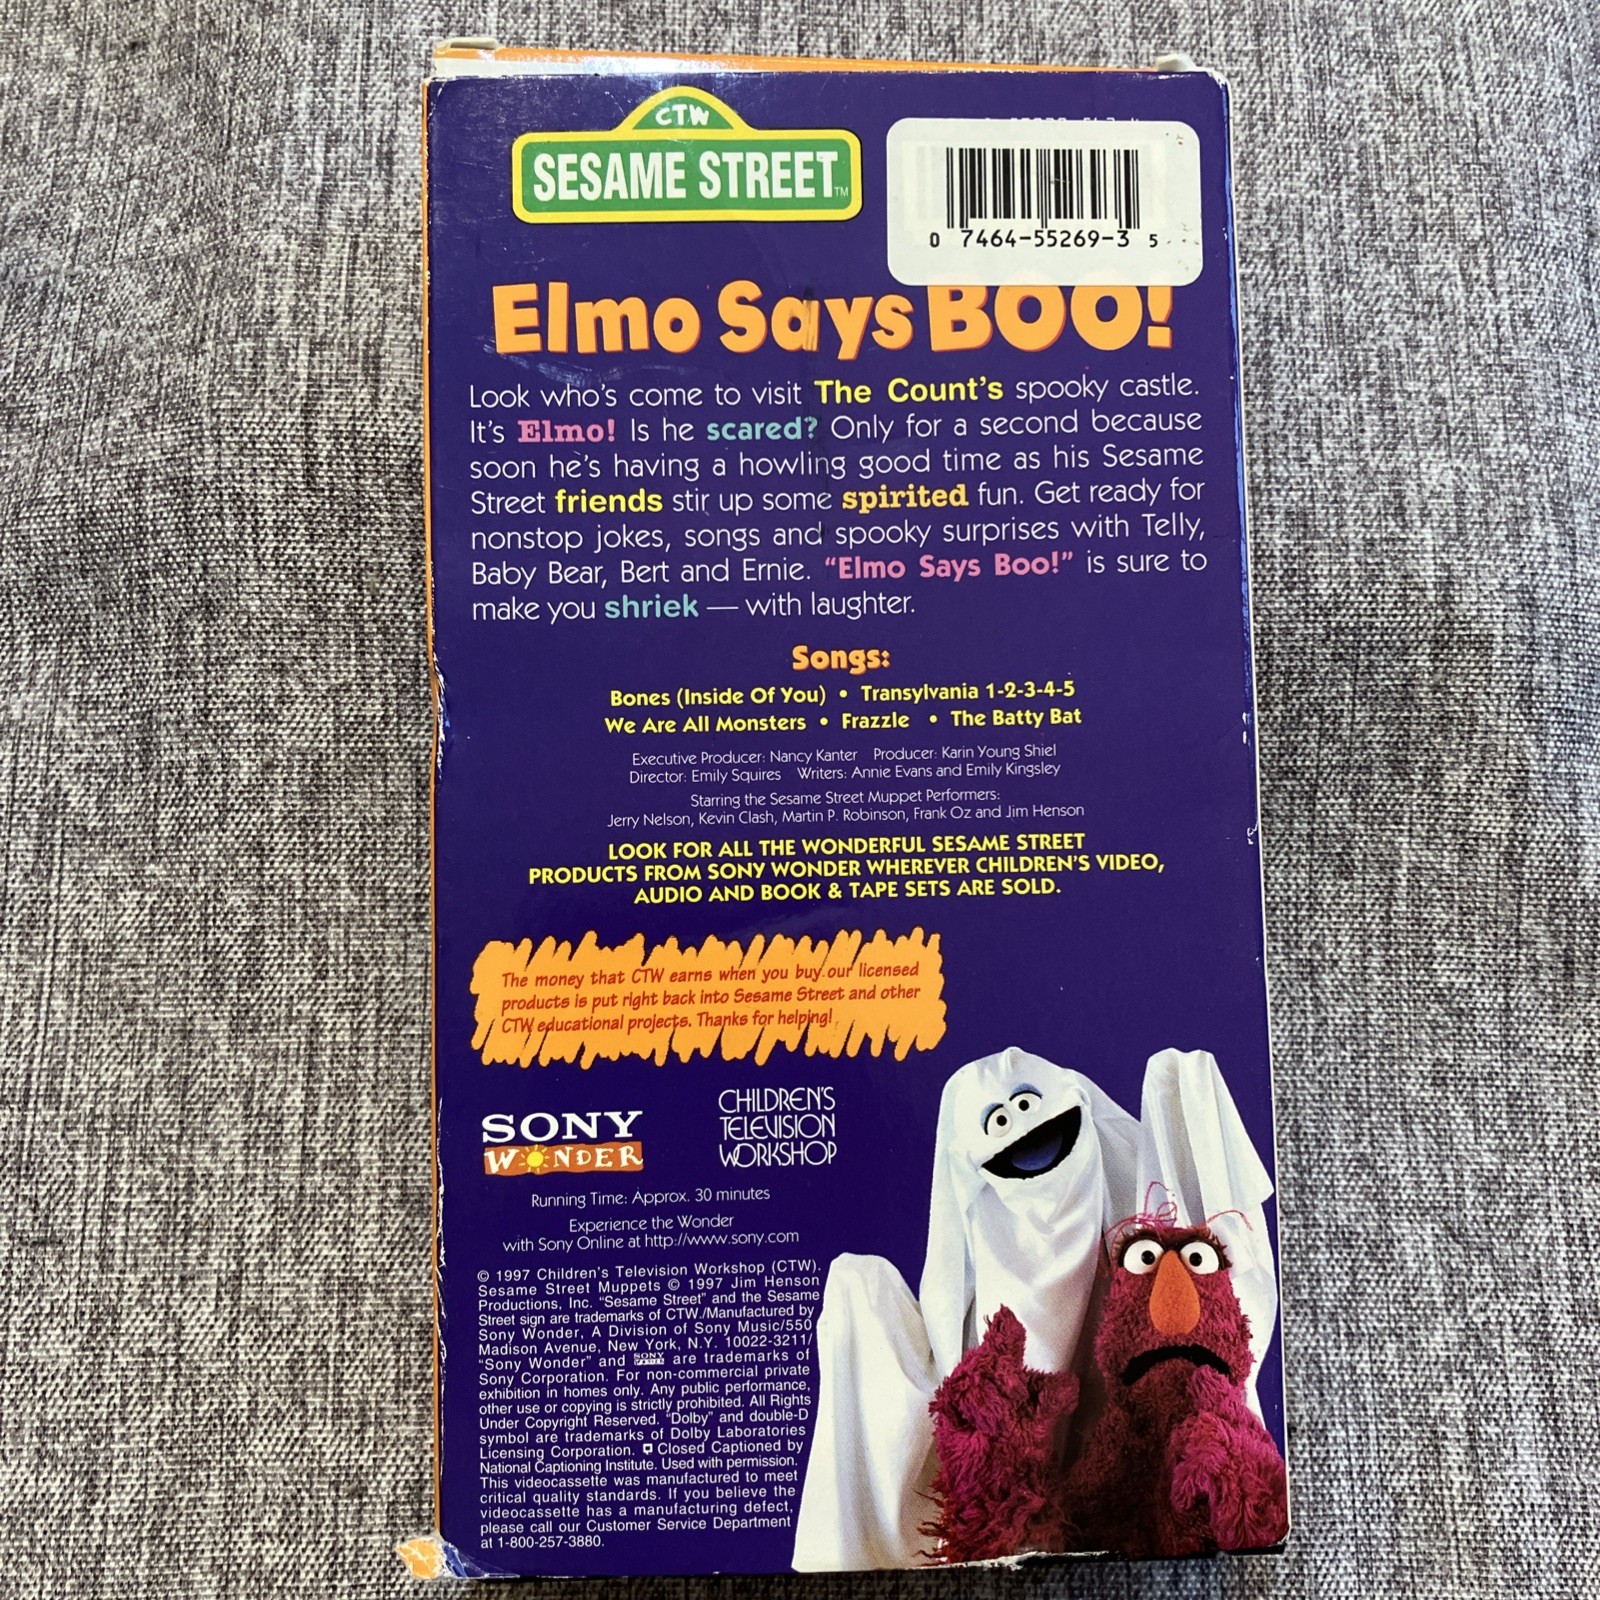 CTW
SESAME STREET™
0 7464-55269-3 5
Elmo Says BOO!
Look who's come to visit The Count's spooky castle.
It's Elmo! Is he scared? Only for a second because
soon he's having a howling good time as his Sesame
Street friends stir up some spirited fun. Get ready for
nonstop jokes, songs and spooky surprises with Telly,
Baby Bear, Bert and Ernie. "Elmo Says Boo!" is sure to
make you shriek — with laughter.
Songs:
Bones (Inside Of You) • Transylvania 1-2-3-4-5
We Are All Monsters • Frazzle • The Batty Bat
Executive Producer: Nancy Kanter Producer: Karin Young Shiel
Director: Emily Squires Writers: Annie Evans and Emily Kingsley
Starring the Sesame Street Muppet Performers:
Jerry Nelson, Kevin Clash, Martin P. Robinson, Frank Oz and Jim Henson
LOOK FOR ALL THE WONDERFUL SESAME STREET
PRODUCTS FROM SONY WONDER WHEREVER CHILDREN'S VIDEO,
AUDIO AND BOOK & TAPE SETS ARE SOLD.
The money that CTW earns when you buy our licensed
products is put right back into Sesame Street and other
CTW educational projects. Thanks for helping!
SONY
WONDER
CHILDREN'S
TELEVISION
WORKSHOP
Running Time: Approx. 30 minutes
Experience the Wonder
with Sony Online at http://www.sony.com
© 1997 Children's Television Workshop (CTW).
Sesame Street Muppets © 1997 Jim Henson
Productions, Inc. "Sesame Street" and the Sesame
Street sign are trademarks of CTW./Manufactured by
Sony Wonder, A Division of Sony Music/550
Madison Avenue, New York, N.Y. 10022-3211/
"Sony Wonder" and SONY WONDER are trademarks of
Sony Corporation. For non-commercial private
exhibition in homes only. Any public performance,
other use or copying is strictly prohibited. All Rights
Under Copyright Reserved. "Dolby" and double-D
symbol are trademarks of Dolby Laboratories
Licensing Corporation. Closed Captioned by
National Captioning Institute. Used with permission.
This videocassette was manufactured to meet
critical quality standards. If you believe the
videocassette has a manufacturing defect,
please call our Customer Service Department
at 1-800-257-3880.